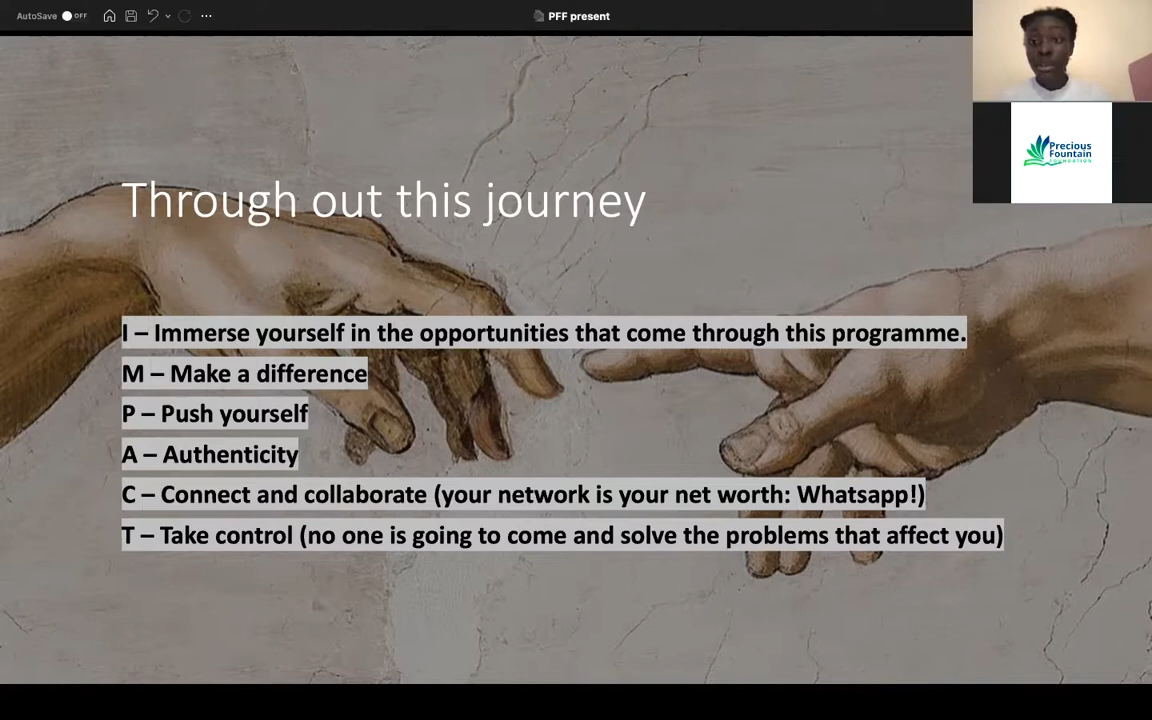 AutoSave OFF
PFF present
Precious
Fountain
FOUNDATION
Through out this journey
I – Immerse yourself in the opportunities that come through this programme.
M – Make a difference
P – Push yourself
A – Authenticity
C – Connect and collaborate (your network is your net worth: Whatsapp!)
T – Take control (no one is going to come and solve the problems that affect you)